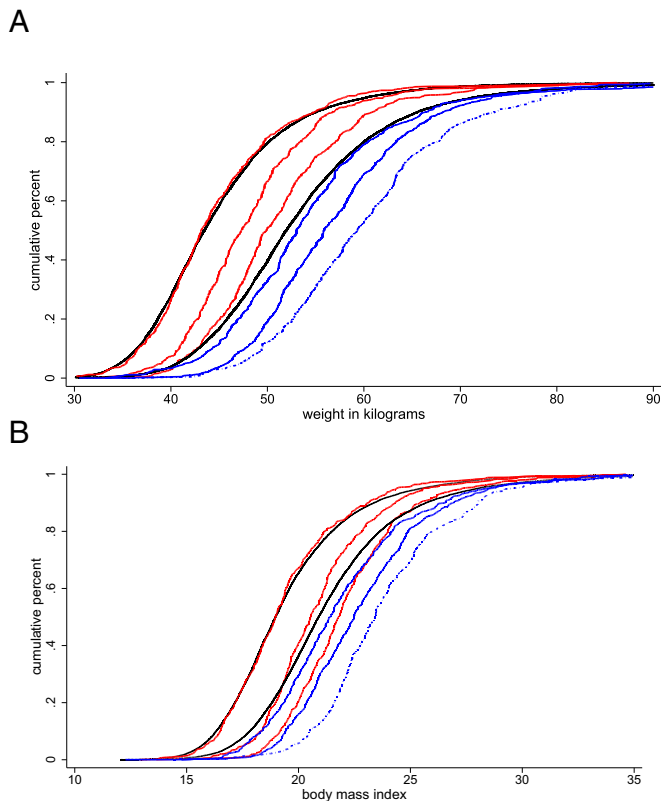 A
cumulative percent
1
.8
.6
.4
.2
0
30 40 50 60 70 80 90
weight in kilograms
B
cumulative percent
1
.8
.6
.4
.2
0
10 15 20 25 30 35
body mass index